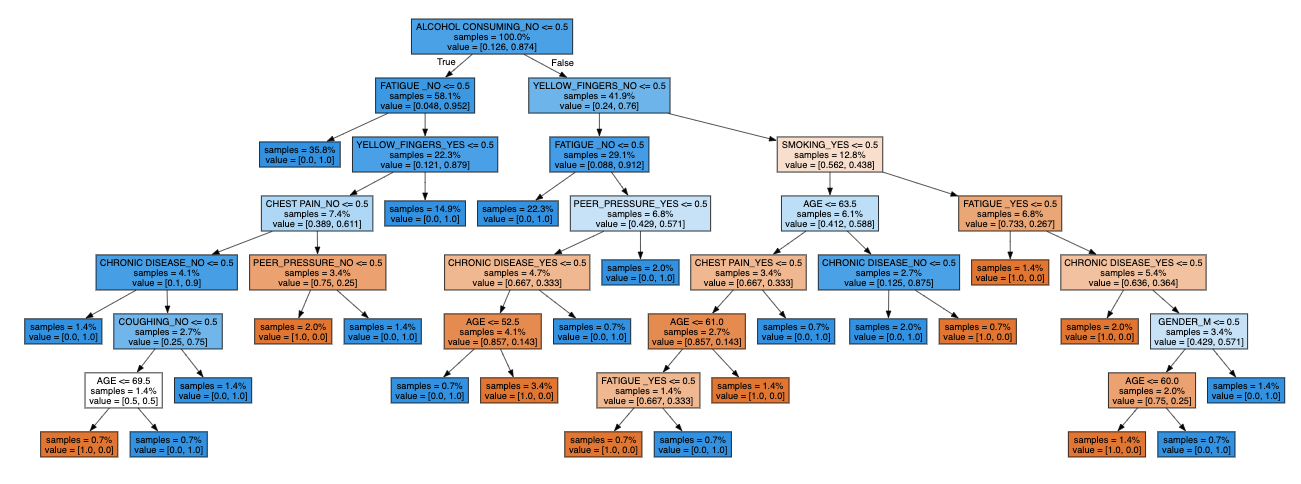 ALCOHOL CONSUMING_NO <= 0.5
samples = 100.0%
value = [0.126, 0.874]
True
False
FATIGUE _NO <= 0.5
samples = 58.1%
value = [0.048, 0.952]
YELLOW_FINGERS_NO <= 0.5
samples = 41.9%
value = [0.24, 0.76]
samples = 35.8%
value = [0.0, 1.0]
YELLOW_FINGERS_YES <= 0.5
samples = 22.3%
value = [0.121, 0.879]
FATIGUE _NO <= 0.5
samples = 29.1%
value = [0.088, 0.912]
SMOKING_YES <= 0.5
samples = 12.8%
value = [0.562, 0.438]
CHEST PAIN_NO <= 0.5
samples = 7.4%
value = [0.389, 0.611]
samples = 14.9%
value = [0.0, 1.0]
samples = 22.3%
value = [0.0, 1.0]
PEER_PRESSURE_YES <= 0.5
samples = 6.8%
value = [0.429, 0.571]
AGE <= 63.5
samples = 6.1%
value = [0.412, 0.588]
FATIGUE _YES <= 0.5
samples = 6.8%
value = [0.733, 0.267]
CHRONIC DISEASE_NO <= 0.5
samples = 4.1%
value = [0.1, 0.9]
PEER_PRESSURE_NO <= 0.5
samples = 3.4%
value = [0.75, 0.25]
CHRONIC DISEASE_YES <= 0.5
samples = 4.7%
value = [0.667, 0.333]
samples = 2.0%
value = [0.0, 1.0]
CHEST PAIN_YES <= 0.5
samples = 3.4%
value = [0.667, 0.333]
CHRONIC DISEASE_NO <= 0.5
samples = 2.7%
value = [0.125, 0.875]
samples = 1.4%
value = [1.0, 0.0]
CHRONIC DISEASE_YES <= 0.5
samples = 5.4%
value = [0.636, 0.364]
samples = 1.4%
value = [0.0, 1.0]
COUGHING_NO <= 0.5
samples = 2.7%
value = [0.25, 0.75]
samples = 2.0%
value = [1.0, 0.0]
samples = 1.4%
value = [0.0, 1.0]
AGE <= 52.5
samples = 4.1%
value = [0.857, 0.143]
samples = 0.7%
value = [0.0, 1.0]
AGE <= 61.0
samples = 2.7%
value = [0.857, 0.143]
samples = 0.7%
value = [0.0, 1.0]
samples = 2.0%
value = [0.0, 1.0]
samples = 0.7%
value = [1.0, 0.0]
samples = 2.0%
value = [1.0, 0.0]
GENDER_M <= 0.5
samples = 3.4%
value = [0.429, 0.571]
AGE <= 69.5
samples = 1.4%
value = [0.5, 0.5]
samples = 1.4%
value = [0.0, 1.0]
samples = 0.7%
value = [0.0, 1.0]
samples = 3.4%
value = [1.0, 0.0]
FATIGUE _YES <= 0.5
samples = 1.4%
value = [0.667, 0.333]
samples = 1.4%
value = [1.0, 0.0]
AGE <= 60.0
samples = 2.0%
value = [0.75, 0.25]
samples = 1.4%
value = [0.0, 1.0]
samples = 0.7%
value = [1.0, 0.0]
samples = 0.7%
value = [0.0, 1.0]
samples = 0.7%
value = [1.0, 0.0]
samples = 0.7%
value = [0.0, 1.0]
samples = 1.4%
value = [1.0, 0.0]
samples = 0.7%
value = [0.0, 1.0]